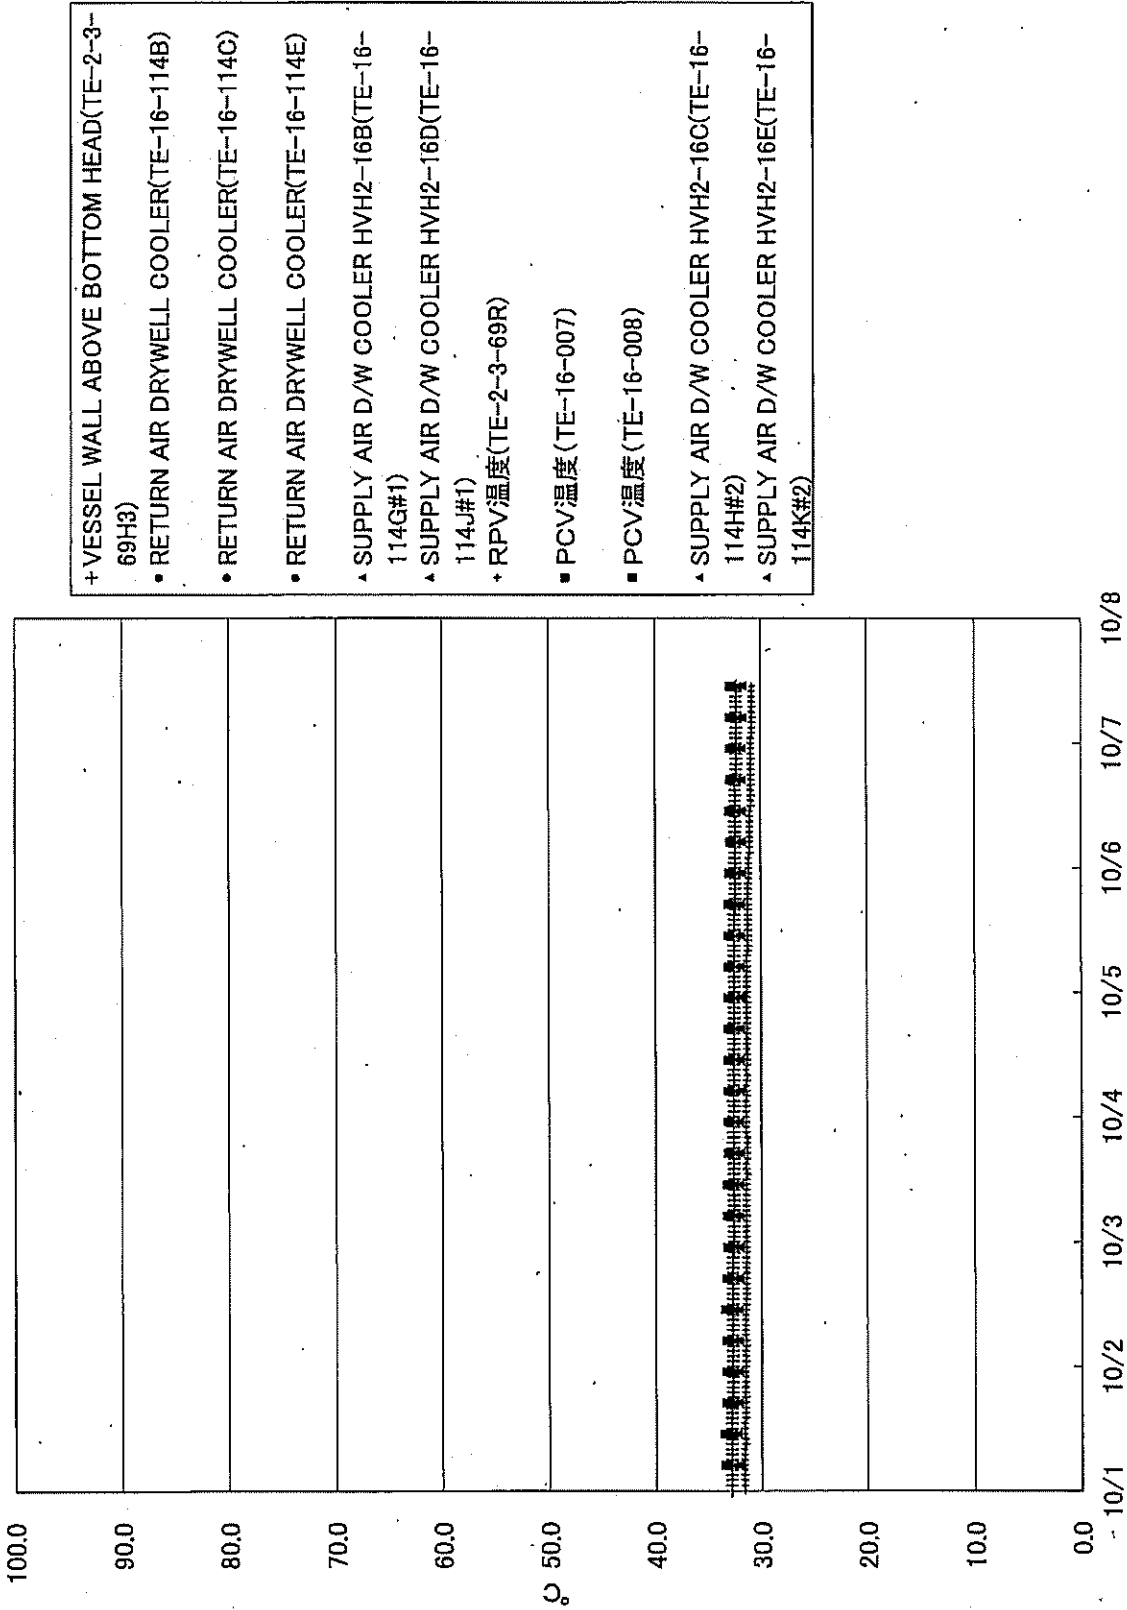 100.0
90.0
80.0
70.0
60.0
50.0
40.0
30.0
20.0
10.0
0.0
℃
10/1
10/2
10/3
10/4
10/5
10/6
10/7
10/8
+VESSEL WALL ABOVE BOTTOM HEAD(TE-2-3-
69H3)
• RETURN AIR DRYWELL COOLER(TE-16-114B)
• RETURN AIR DRYWELL COOLER(TE-16-114C)
• RETURN AIR DRYWELL COOLER(TE-16-114E)
▲ SUPPLY AIR D/W COOLER HVH2-16B(TE-16-
114G#1)
▲ SUPPLY AIR D/W COOLER HVH2-16D(TE-16-
114J#1)
+ RPV温度(TE-2-3-69R)
■ PCV温度(TE-16-007)
■ PCV温度(TE-16-008)
▲ SUPPLY AIR D/W COOLER HVH2-16C(TE-16-
114H#2)
▲ SUPPLY AIR D/W COOLER HVH2-16E(TE-16-
114K#2)